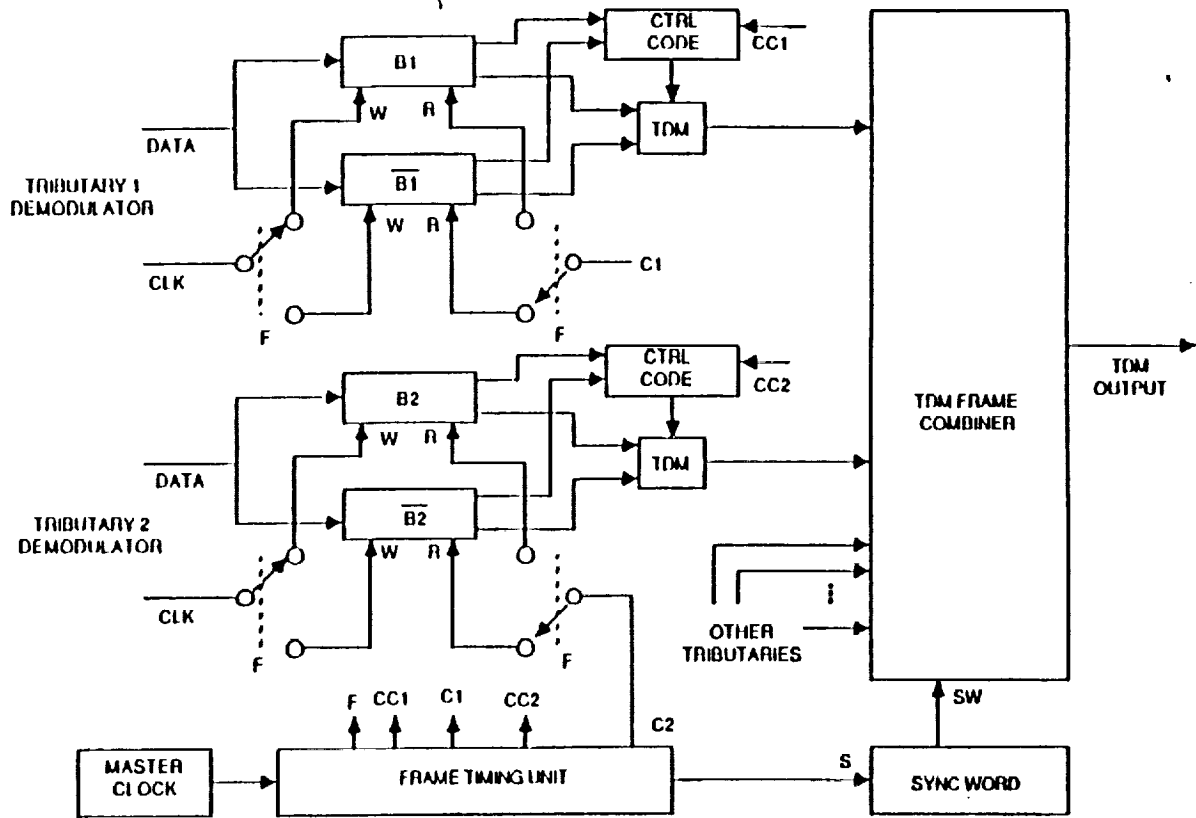 CTRL
CODE
CC1
B1
W
R
DATA
TDM
TRIBUTARY 1
DEMODULATOR
B1
W
R
CLK
C1
F
F
CTRL
CODE
CC2
TDM
OUTPUT
B2
TDM FRAME
COMBINER
W
R
DATA
TDM
TRIBUTARY 2
DEMODULATOR
B2
W
R
CLK
OTHER
TRIBUTARIES
F
F
F
CC1
C1
CC2
C2
SW
MASTER
CLOCK
FRAME TIMING UNIT
S
SYNC WORD